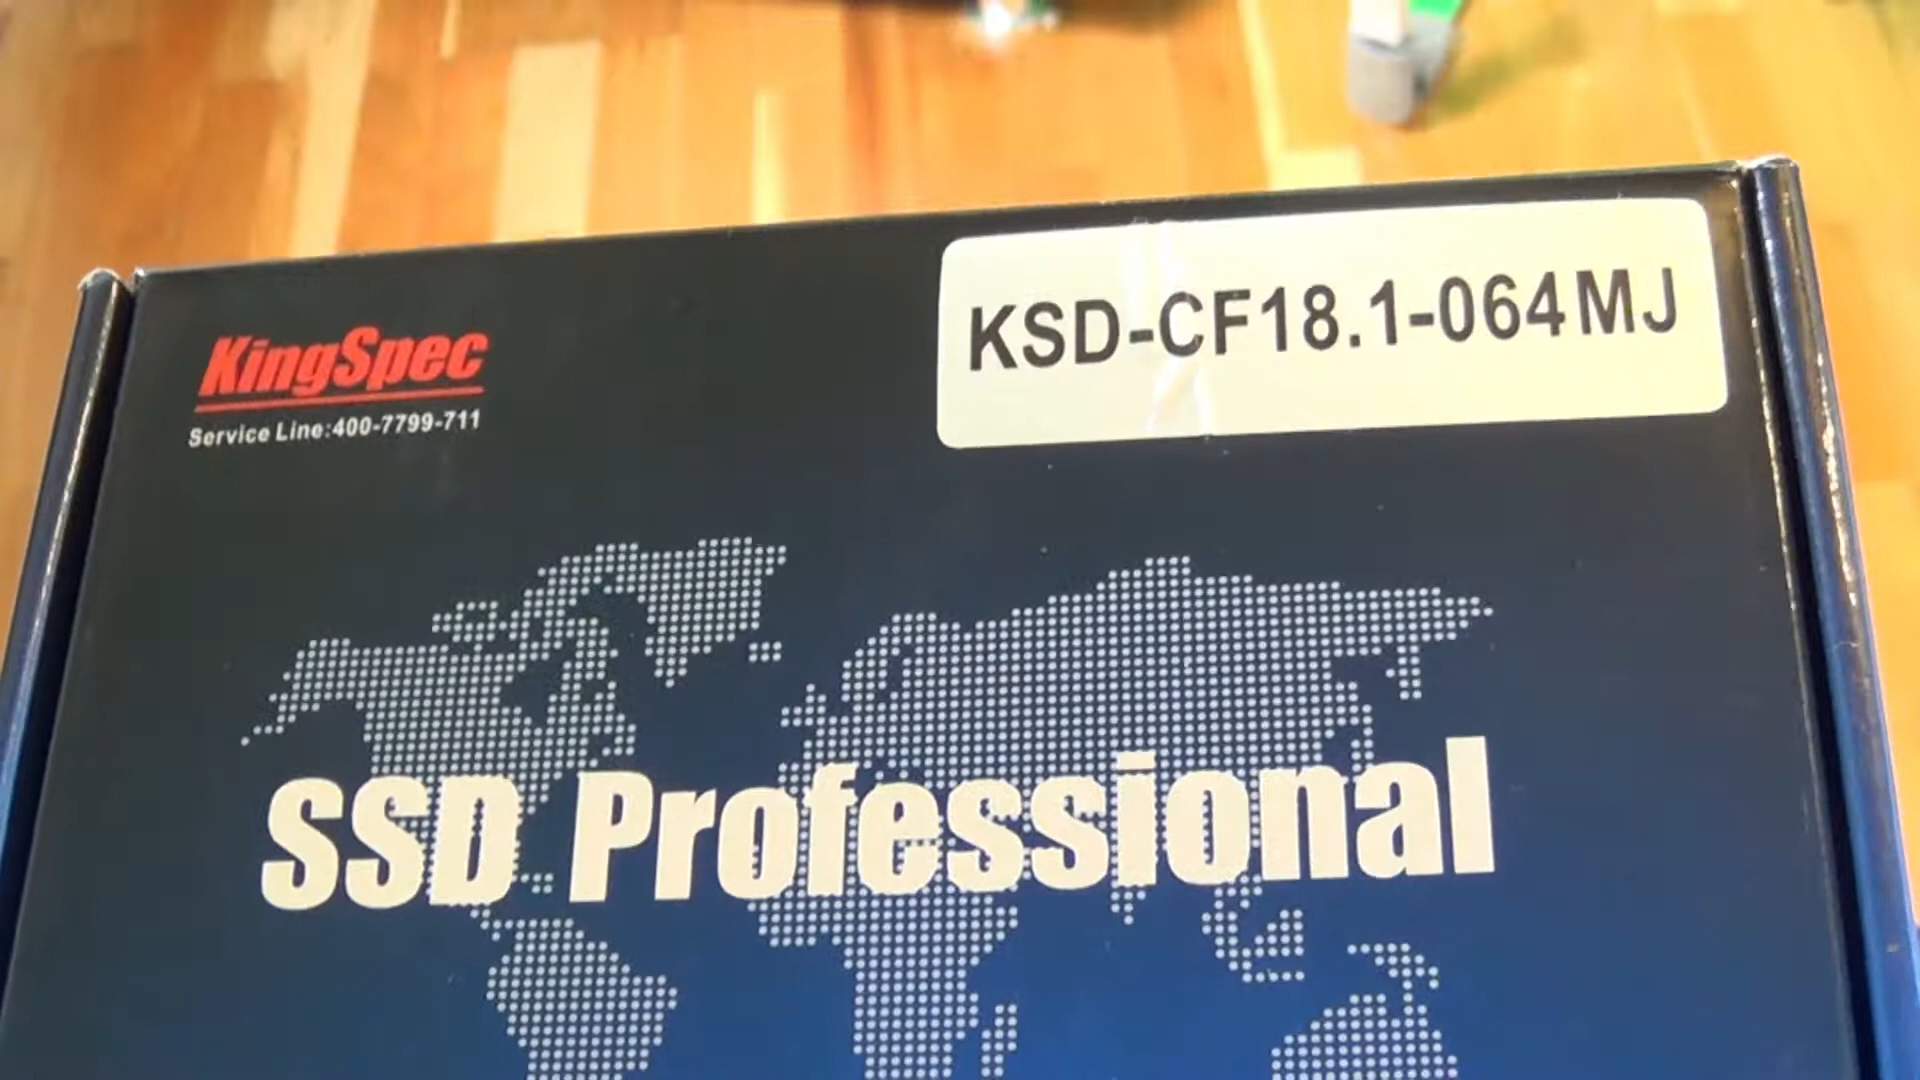 KingSpec
Service Line:400-7799-711
KSD-CF18.1-064MJ
SSD Professional